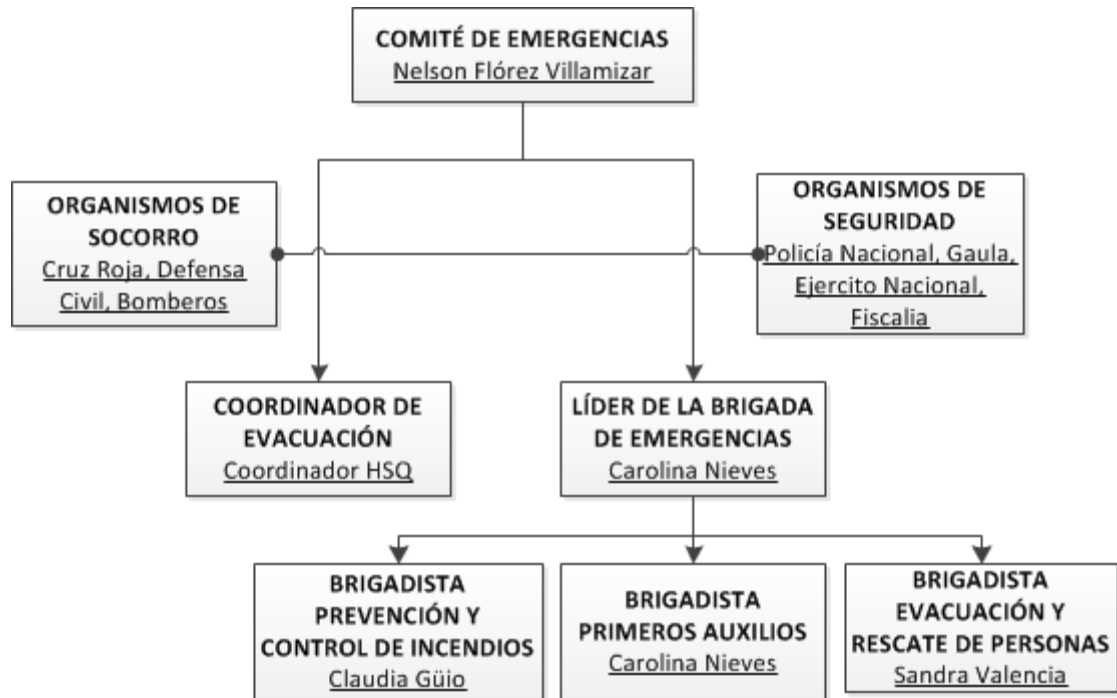 COMITÉ DE EMERGENCIAS
Nelson Flórez Villamizar
ORGANISMOS DE
SOCORRO
Cruz Roja, Defensa
Civil, Bomberos
ORGANISMOS DE
SEGURIDAD
Policía Nacional, Gaula,
Ejercito Nacional,
Fiscalia
COORDINADOR DE
EVACUACIÓN
Coordinador HSQ
LÍDER DE LA BRIGADA
DE EMERGENCIAS
Carolina Nieves
BRIGADISTA
PREVENCIÓN Y
CONTROL DE INCENDIOS
Claudia Güio
BRIGADISTA
PRIMEROS AUXILIOS
Carolina Nieves
BRIGADISTA
EVACUACIÓN Y
RESCATE DE PERSONAS
Sandra Valencia